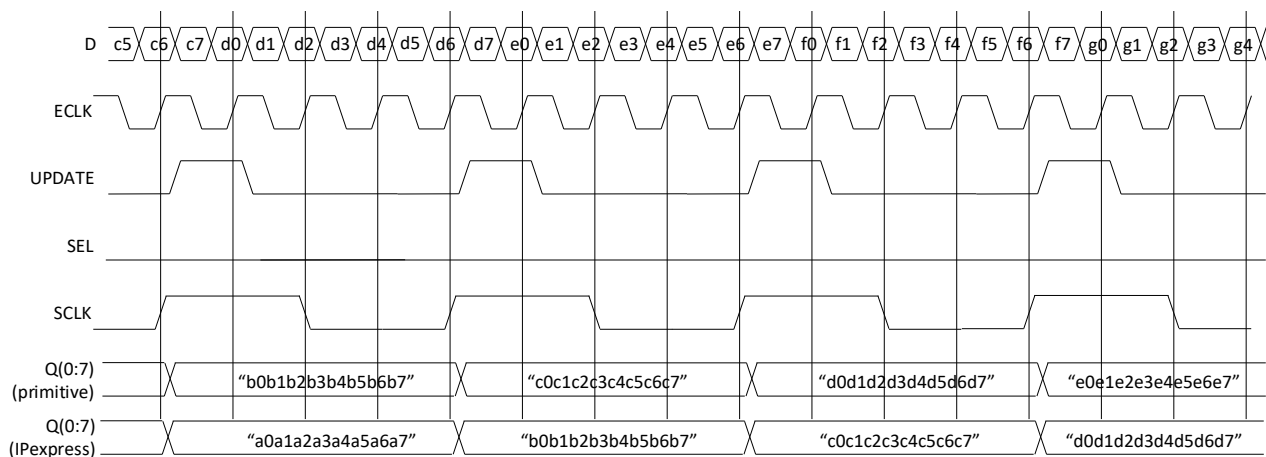 D c5 c6 c7 d0 d1 d2 d3 d4 d5 d6 d7 e0 e1 e2 e3 e4 e5 e6 e7 f0 f1 f2 f3 f4 f5 f6 f7 g0 g1 g2 g3 g4
ECLK
UPDATE
SEL
SCLK
Q(0:7)
(primitive)
“b0b1b2b3b4b5b6b7” “c0c1c2c3c4c5c6c7” “d0d1d2d3d4d5d6d7” “e0e1e2e3e4e5e6e7”
Q(0:7)
(IPexpress)
“a0a1a2a3a4a5a6a7” “b0b1b2b3b4b5b6b7” “c0c1c2c3c4c5c6c7” “d0d1d2d3d4d5d6d7”